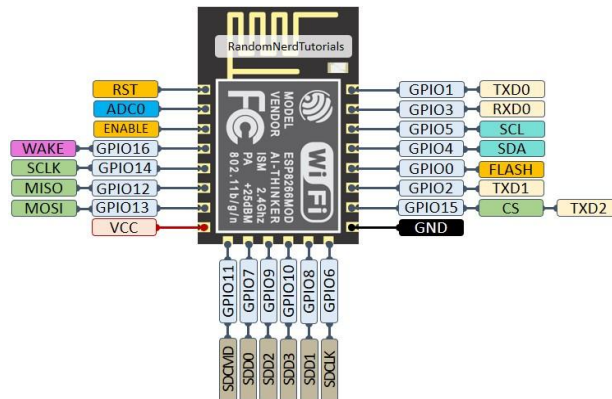 RandomNerdTutorials
RST
ADC0
ENABLE
WAKE GPIO16
SCLK GPIO14
MISO GPIO12
MOSI GPIO13
VCC
MODEL ESP8266MOD
VENDOR AI-THINKER
ISM 2.4GHz
PA +25dBM
802.11b/g/n
FC
Wi Fi
GPIO1 TXD0
GPIO3 RXD0
GPIO5 SCL
GPIO4 SDA
GPIO0 FLASH
GPIO2 TXD1
GPIO15 CS TXD2
GND
GPIO11 SDCMD
GPIO7 SDD0
GPIO9 SDD2
GPIO10 SDD3
GPIO8 SDD1
GPIO6 SDCLK